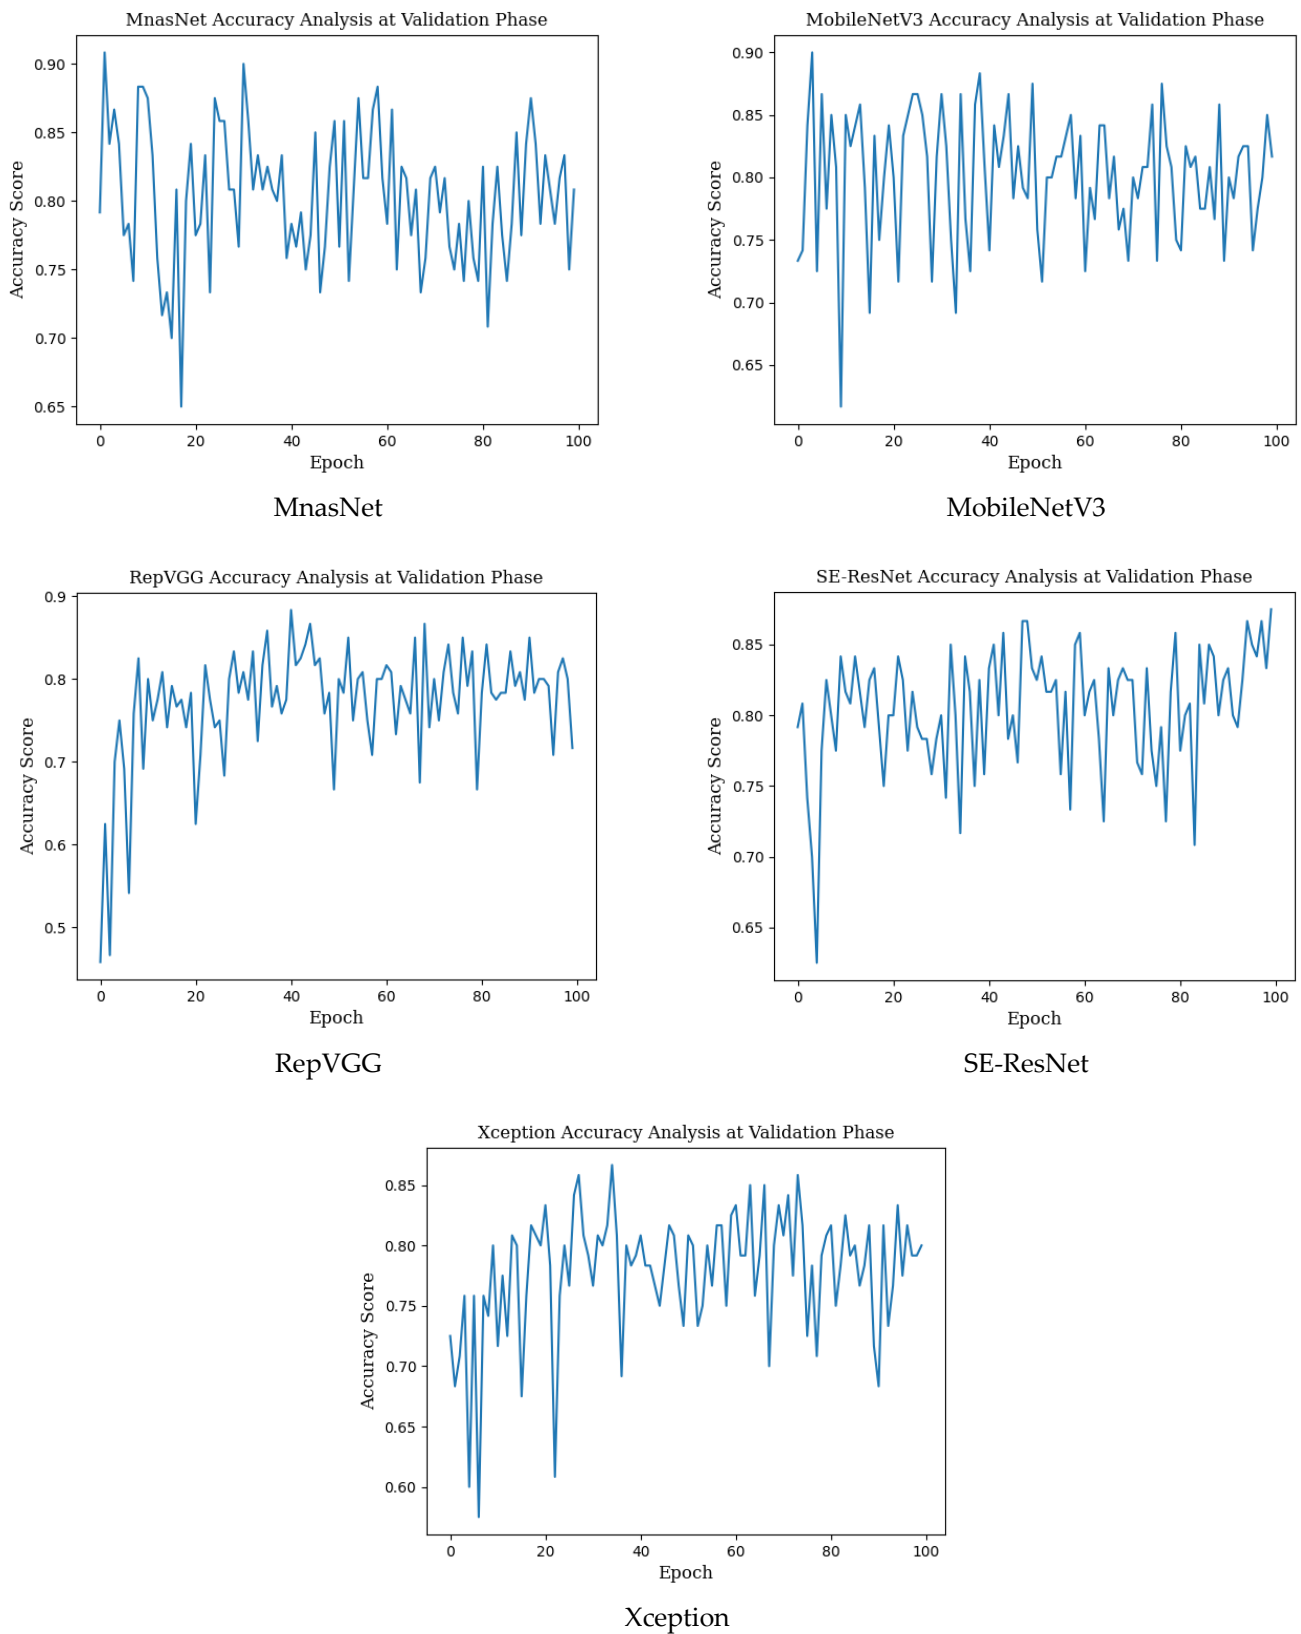 MnasNet Accuracy Analysis at Validation Phase
Accuracy Score
0.90
0.85
0.80
0.75
0.70
0.65
0 20 40 60 80 100
Epoch
MnasNet
MobileNetV3 Accuracy Analysis at Validation Phase
Accuracy Score
0.90
0.85
0.80
0.75
0.70
0.65
0 20 40 60 80 100
Epoch
MobileNetV3
RepVGG Accuracy Analysis at Validation Phase
Accuracy Score
0.9
0.8
0.7
0.6
0.5
0 20 40 60 80 100
Epoch
RepVGG
SE-ResNet Accuracy Analysis at Validation Phase
Accuracy Score
0.85
0.80
0.75
0.70
0.65
0 20 40 60 80 100
Epoch
SE-ResNet
Xception Accuracy Analysis at Validation Phase
Accuracy Score
0.85
0.80
0.75
0.70
0.65
0.60
0 20 40 60 80 100
Epoch
Xception